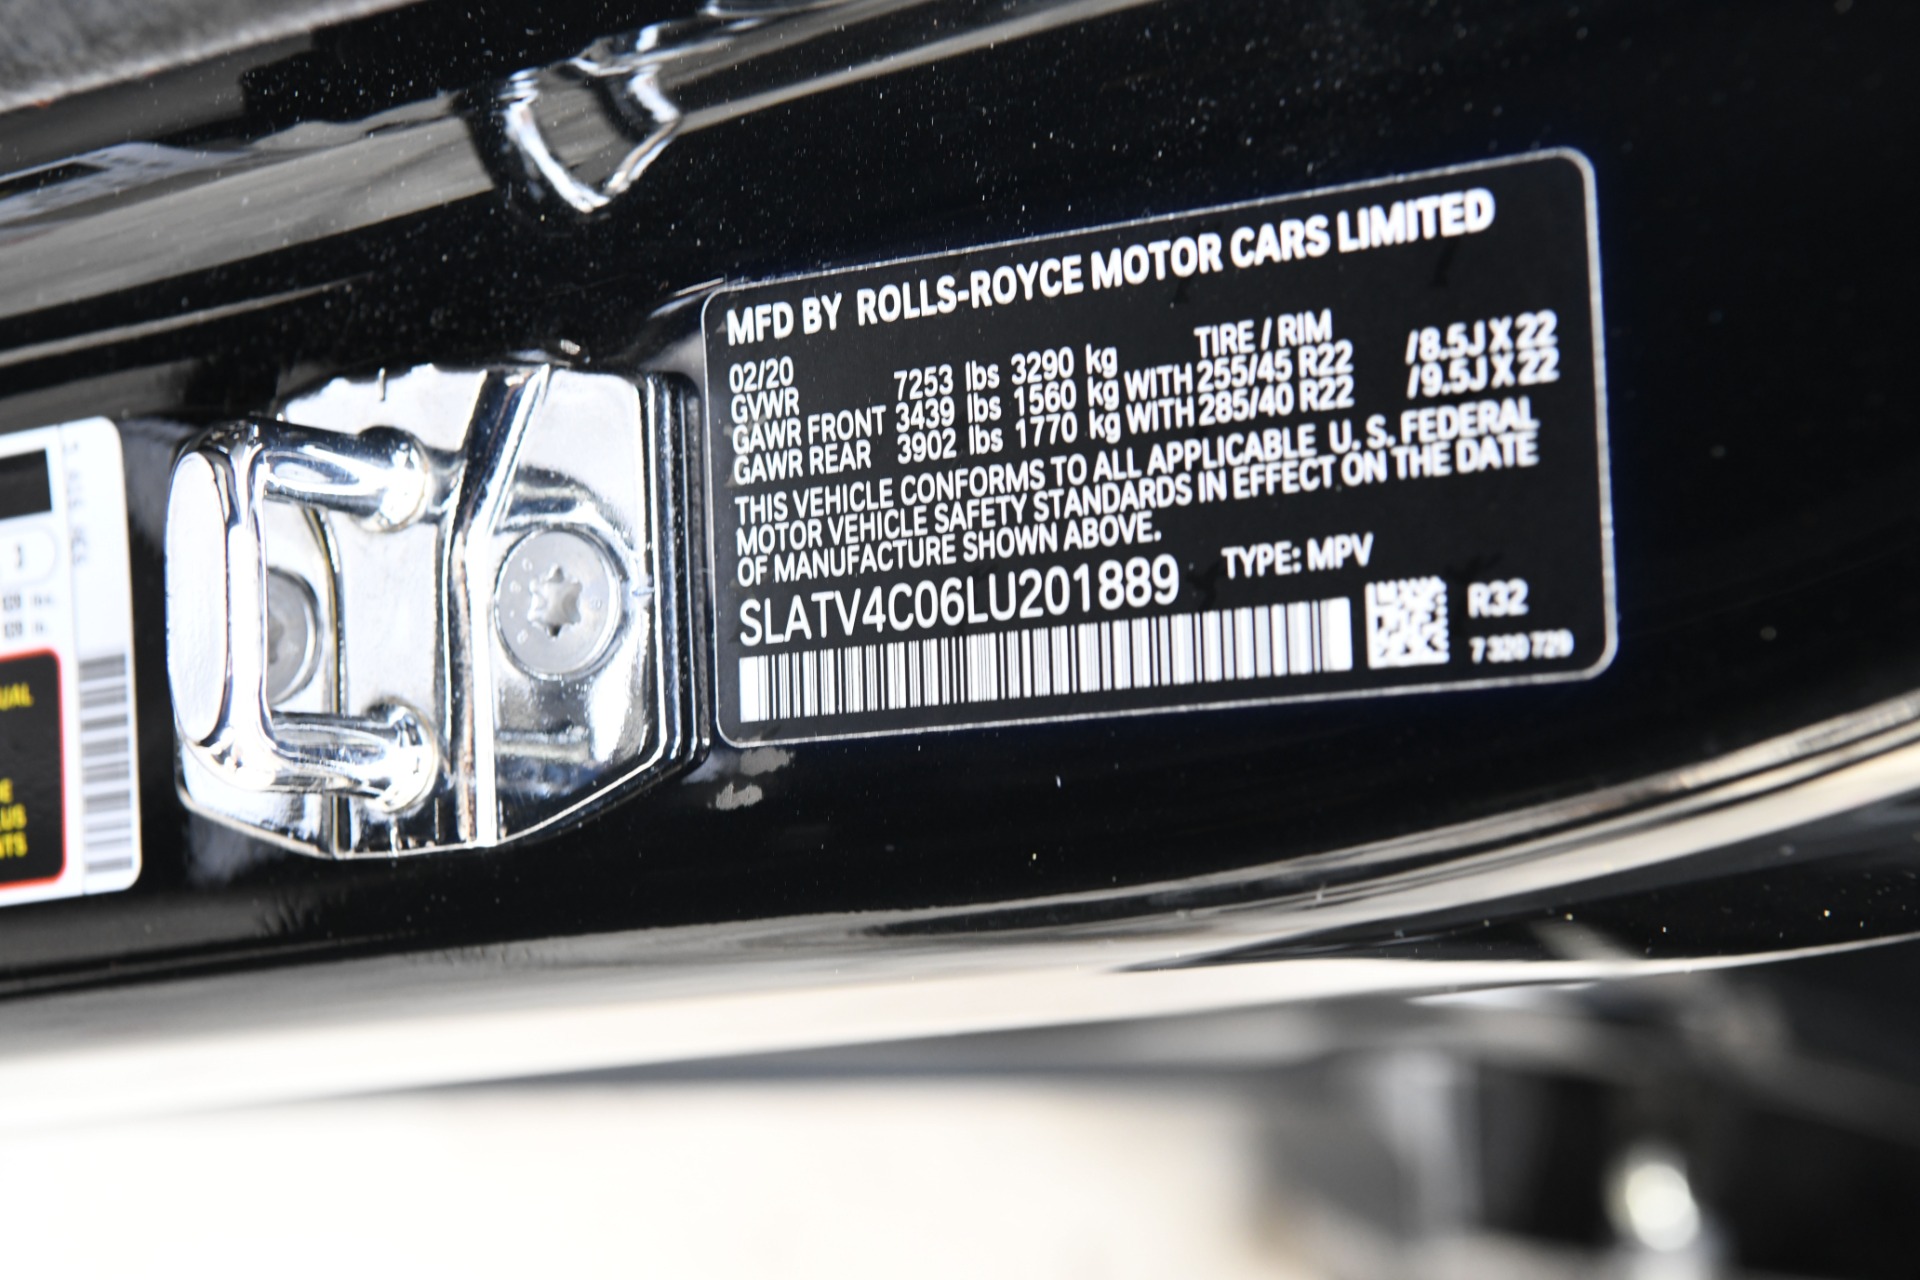 MFD BY ROLLS-ROYCE MOTOR CARS LIMITED
02/20 TIRE / RIM
GVWR 7253 lbs 3290 kg
GAWR FRONT 3439 lbs 1560 kg WITH 255/45 R22 /8.5J X 22
GAWR REAR 3902 lbs 1770 kg WITH 285/40 R22 /9.5J X 22
THIS VEHICLE CONFORMS TO ALL APPLICABLE U. S. FEDERAL
MOTOR VEHICLE SAFETY STANDARDS IN EFFECT ON THE DATE
OF MANUFACTURE SHOWN ABOVE.
SLATV4C06LU201889 TYPE: MPV
R32
7 320 729